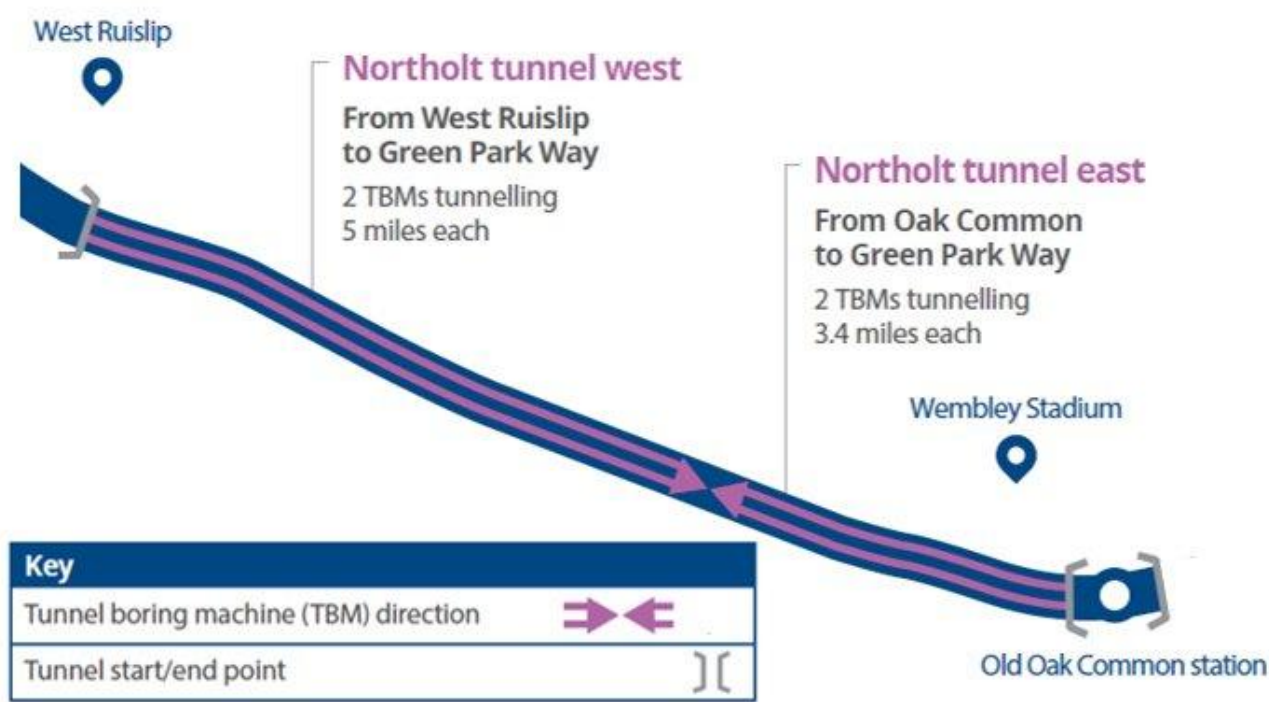 West Ruislip
Northolt tunnel west
From West Ruislip
to Green Park Way
2 TBMs tunnelling
5 miles each
Northolt tunnel east
From Oak Common
to Green Park Way
2 TBMs tunnelling
3.4 miles each
Wembley Stadium
Key
Tunnel boring machine (TBM) direction
Tunnel start/end point
Old Oak Common station